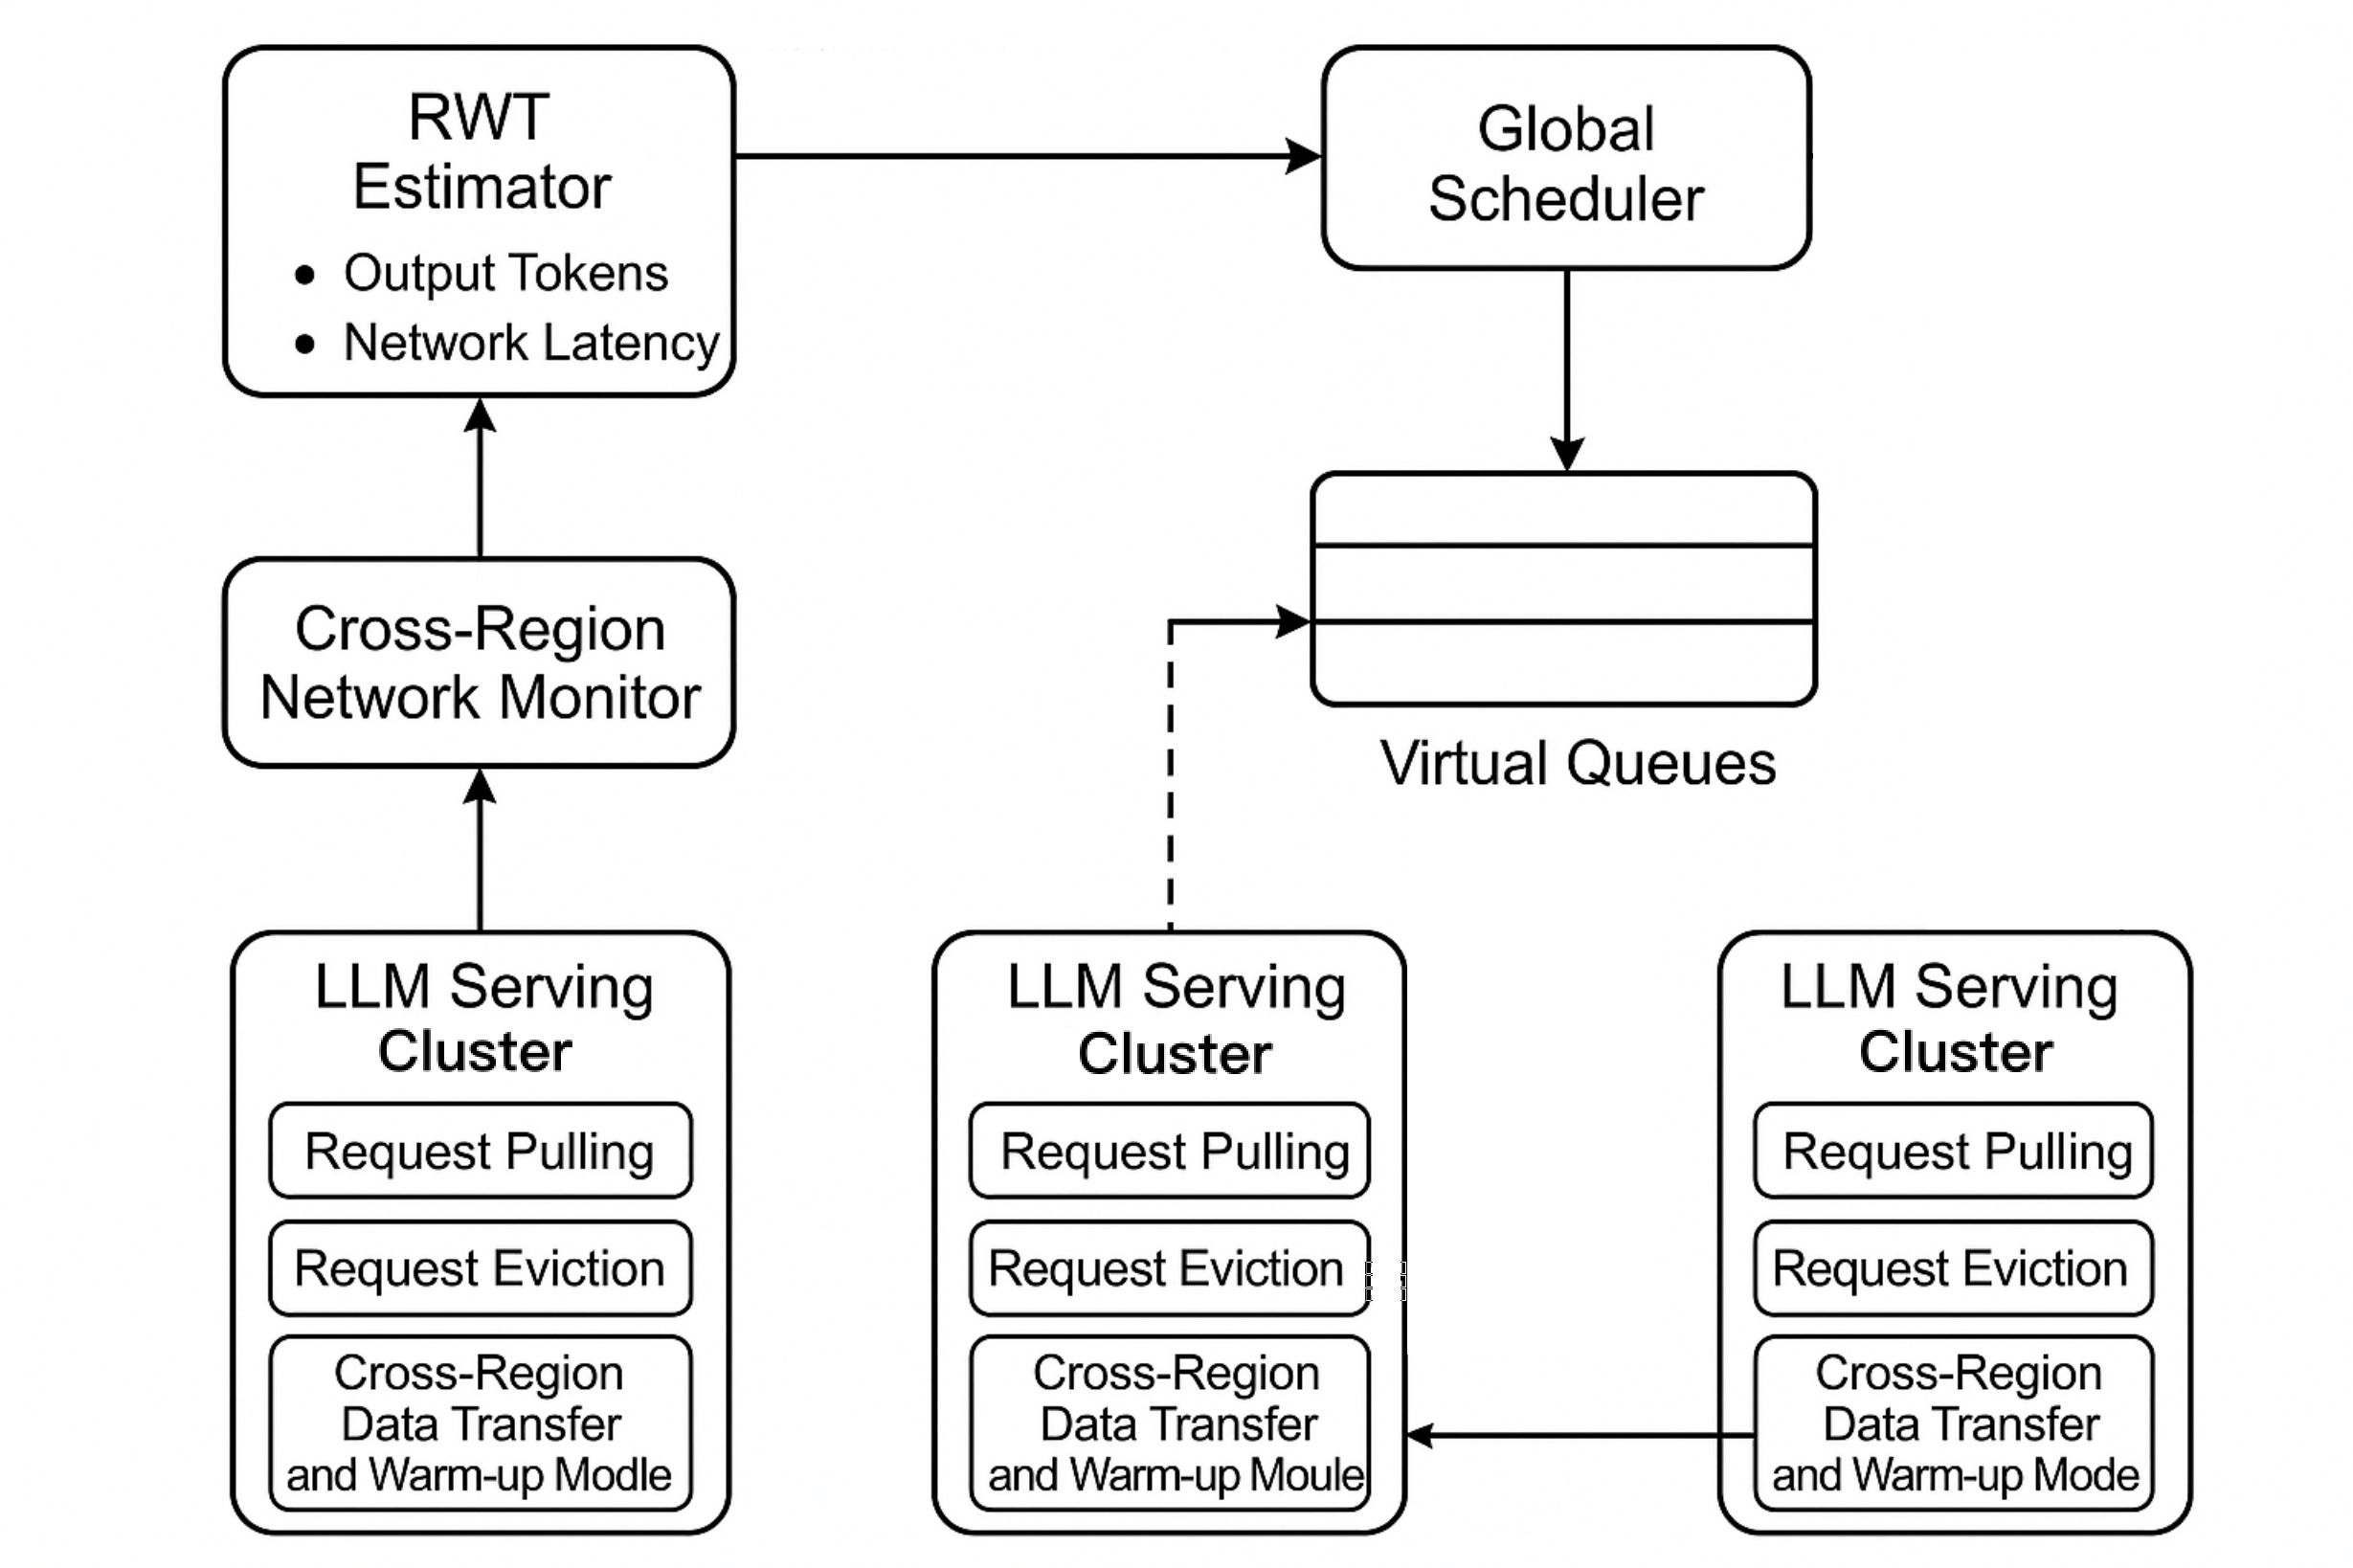 RWT
Estimator
• Output Tokens
• Network Latency
Global
Scheduler
Cross-Region
Network Monitor
Virtual Queues
LLM Serving
Cluster
Request Pulling
Request Eviction
Cross-Region
Data Transfer
and Warm-up Modle
LLM Serving
Cluster
Request Pulling
Request Eviction
Cross-Region
Data Transfer
and Warm-up Moule
LLM Serving
Cluster
Request Pulling
Request Eviction
Cross-Region
Data Transfer
and Warm-up Mode